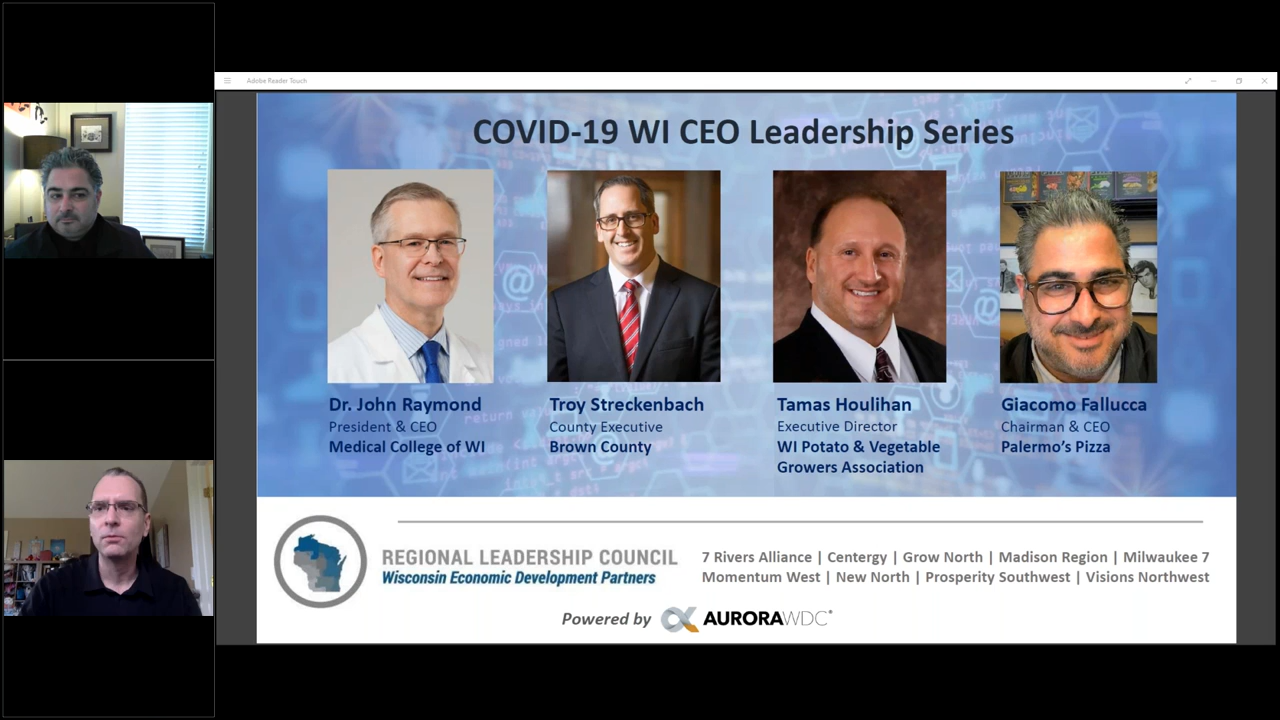 Adobe Reader Touch
COVID-19 WI CEO Leadership Series
Dr. John Raymond
President & CEO
Medical College of WI
Troy Streckenbach
County Executive
Brown County
Tamas Houlihan
Executive Director
WI Potato & Vegetable
Growers Association
Giacomo Fallucca
Chairman & CEO
Palermo's Pizza
REGIONAL LEADERSHIP COUNCIL
Wisconsin Economic Development Partners
7 Rivers Alliance | Centergy | Grow North | Madison Region | Milwaukee 7
Momentum West | New North | Prosperity Southwest | Visions Northwest
Powered by AURORAWDC®